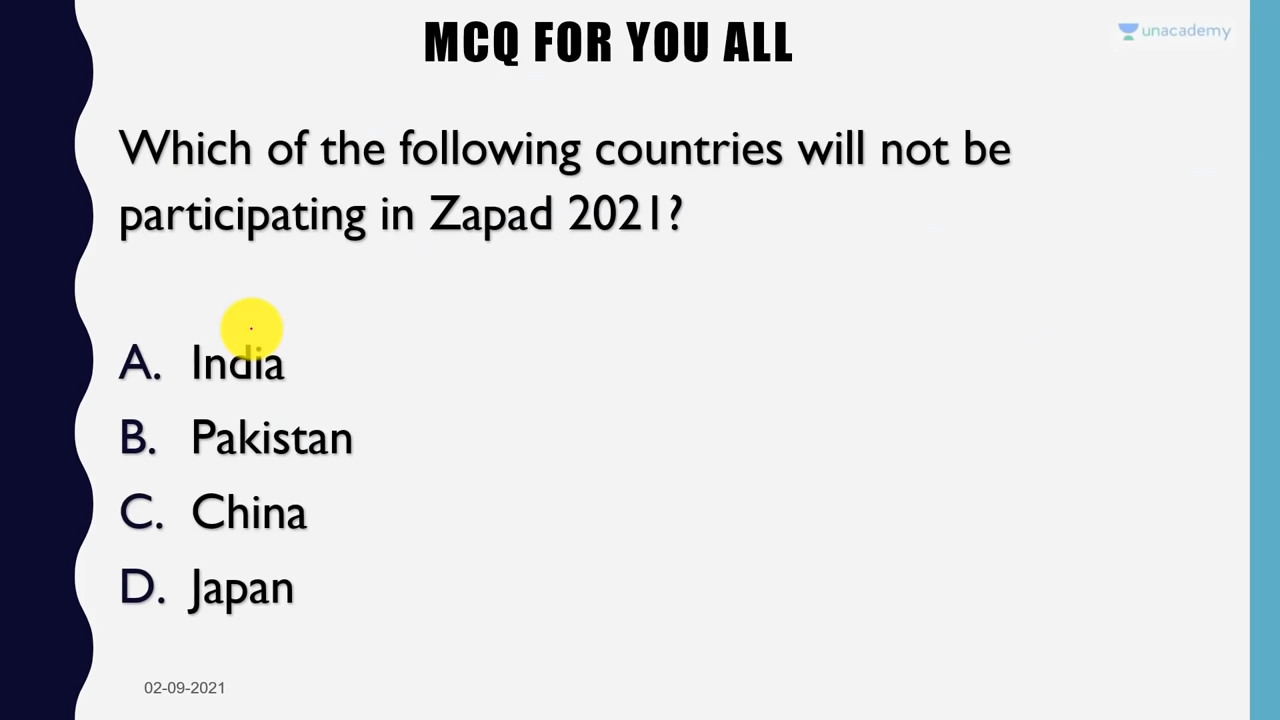 MCQ FOR YOU ALL
unacademy
Which of the following countries will not be
participating in Zapad 2021?
A. India
B. Pakistan
C. China
D. Japan
02-09-2021